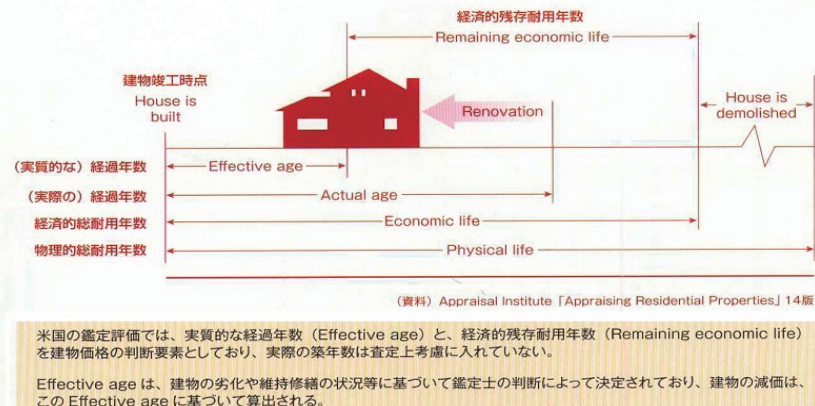 経済的残存耐用年数
Remaining economic life
建物竣工時点
House is
built
Renovation
House is
demolished
(実質的な)経過年数
Effective age
(実際の)経過年数
Actual age
経済的総耐用年数
Economic life
物理的総耐用年数
Physical life
(資料)Appraisal Institute「Appraising Residential Properties」14版
米国の鑑定評価では、実質的な経過年数(Effective age)と、経済的残存耐用年数(Remaining economic life)
を建物価格の判断要素としており、実際の築年数は査定上考慮に入れていない。
Effective age は、建物の劣化や維持修繕の状況等に基づいて鑑定士の判断によって決定されており、建物の減価は、
この Effective age に基づいて算出される。